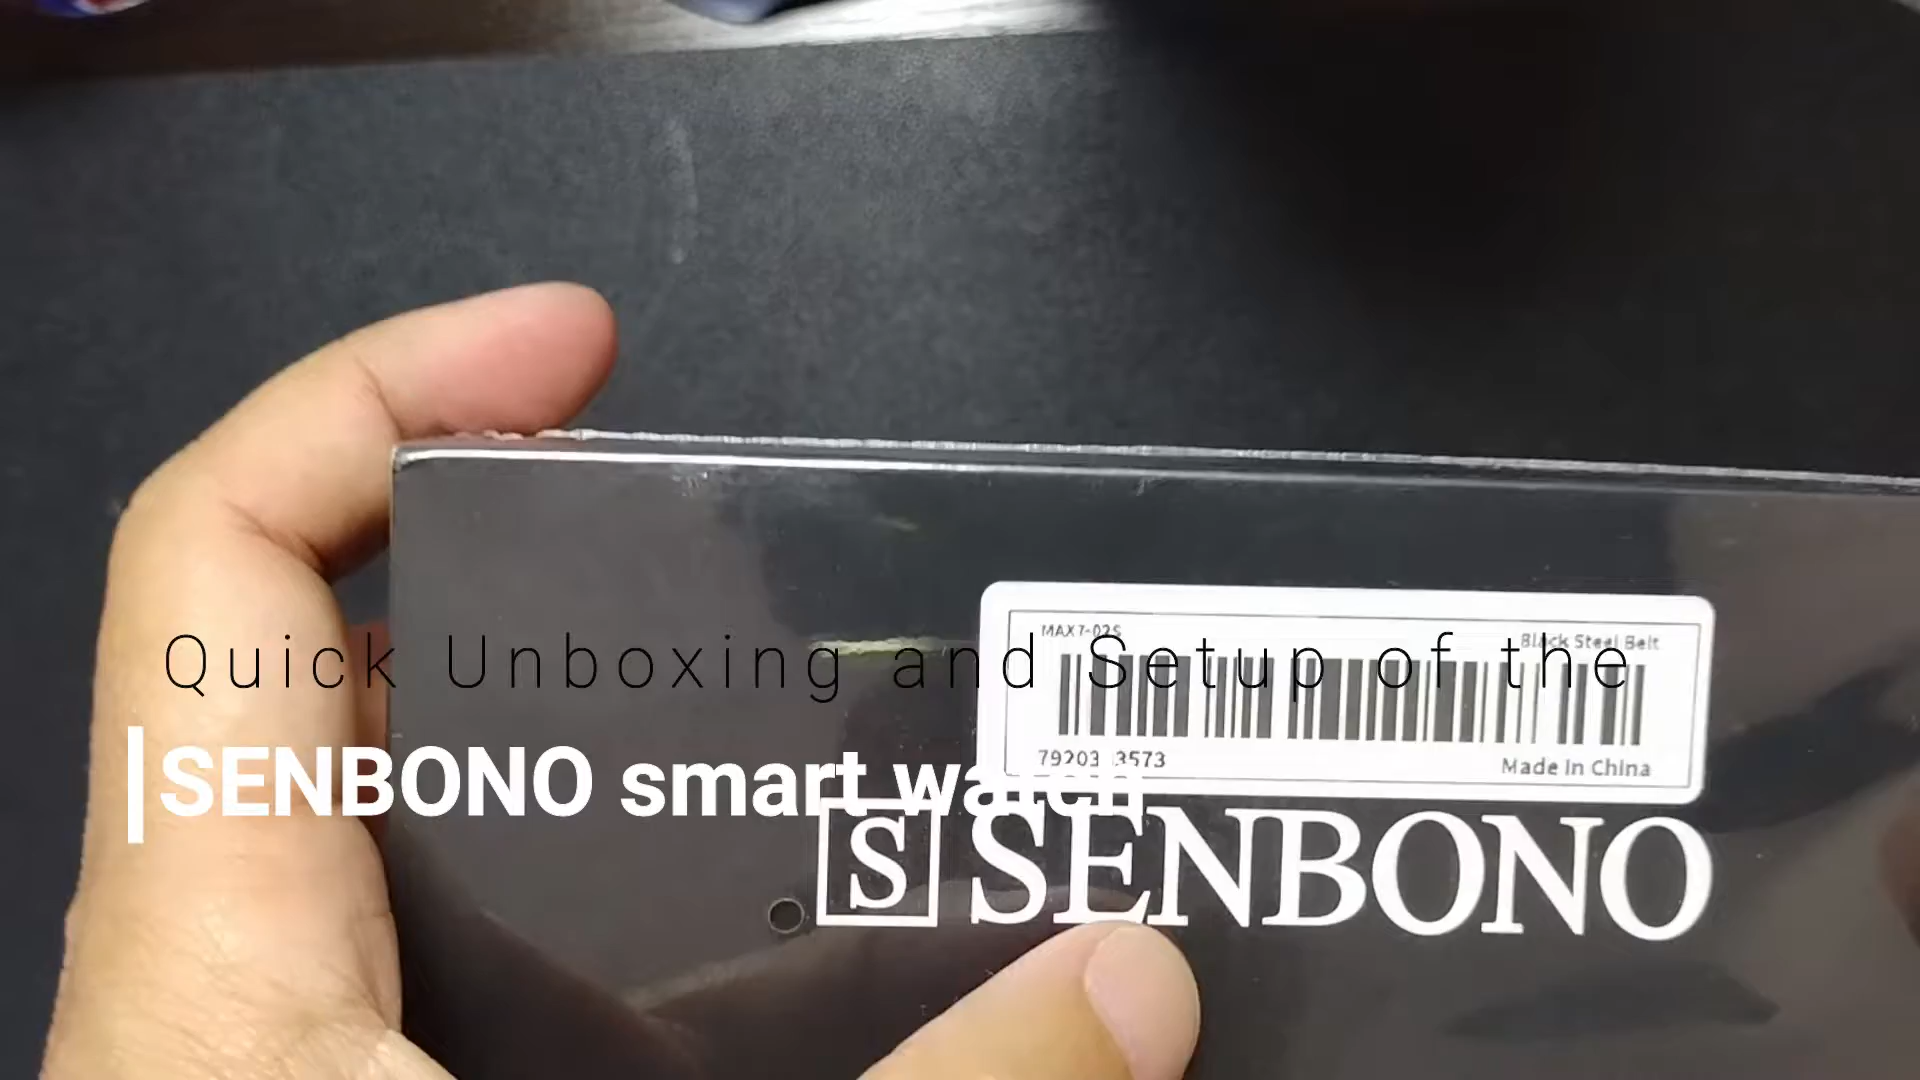 MAX7-02S
Black Steel Belt
Quick Unboxing and Setup of the
SENBONO smart watch
Made In China
S SENBONO